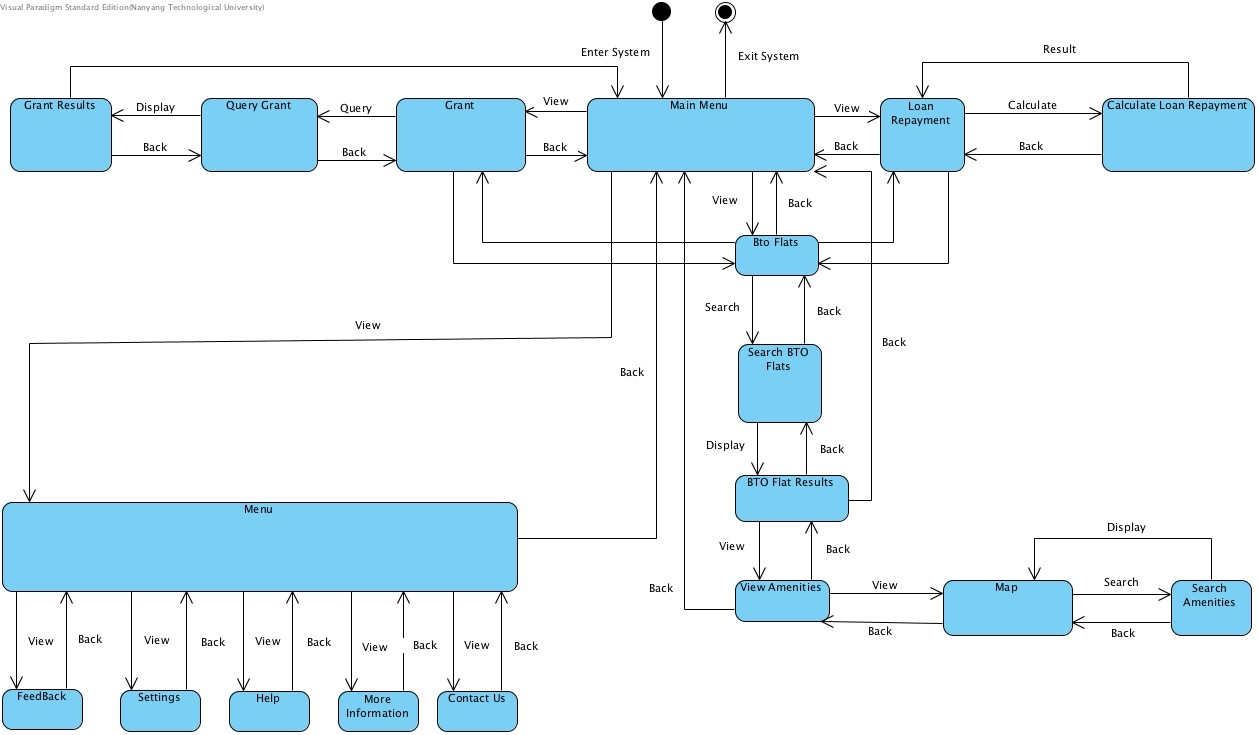 Visual Paradigm Standard Edition(Nanyang Technological University)
Enter System
Exit System
Result
Grant Results
Display
Query Grant
Query
Grant
View
Main Menu
View
Loan
Repayment
Calculate
Calculate Loan Repayment
Back
Back
Back
Back
Back
View
Back
Bto Flats
Search
Back
View
Back
Back
Search BTO
Flats
Display
Back
BTO Flat Results
Menu
View
Back
Display
Back
View Amenities
View
Map
Search
Search
Amenities
Back
Back
View
Back
View
Back
View
Back
View
Back
View
Back
FeedBack
Settings
Help
More
Information
Contact Us